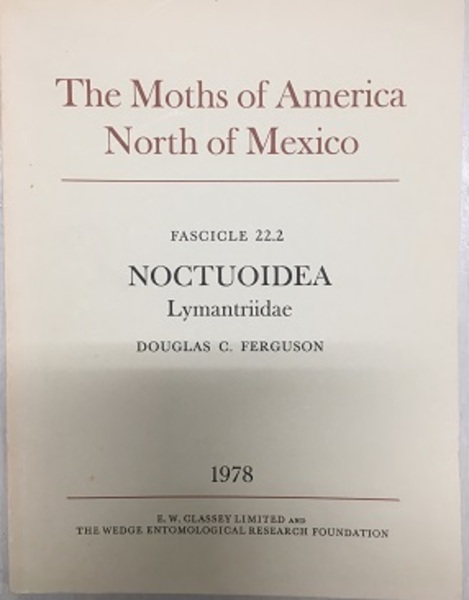 The Moths of America
North of Mexico
FASCICLE 22.2
NOCTUOIDEA
Lymantriidae
DOUGLAS C. FERGUSON
1978
E. W. CLASSEY LIMITED AND
THE WEDGE ENTOMOLOGICAL RESEARCH FOUNDATION